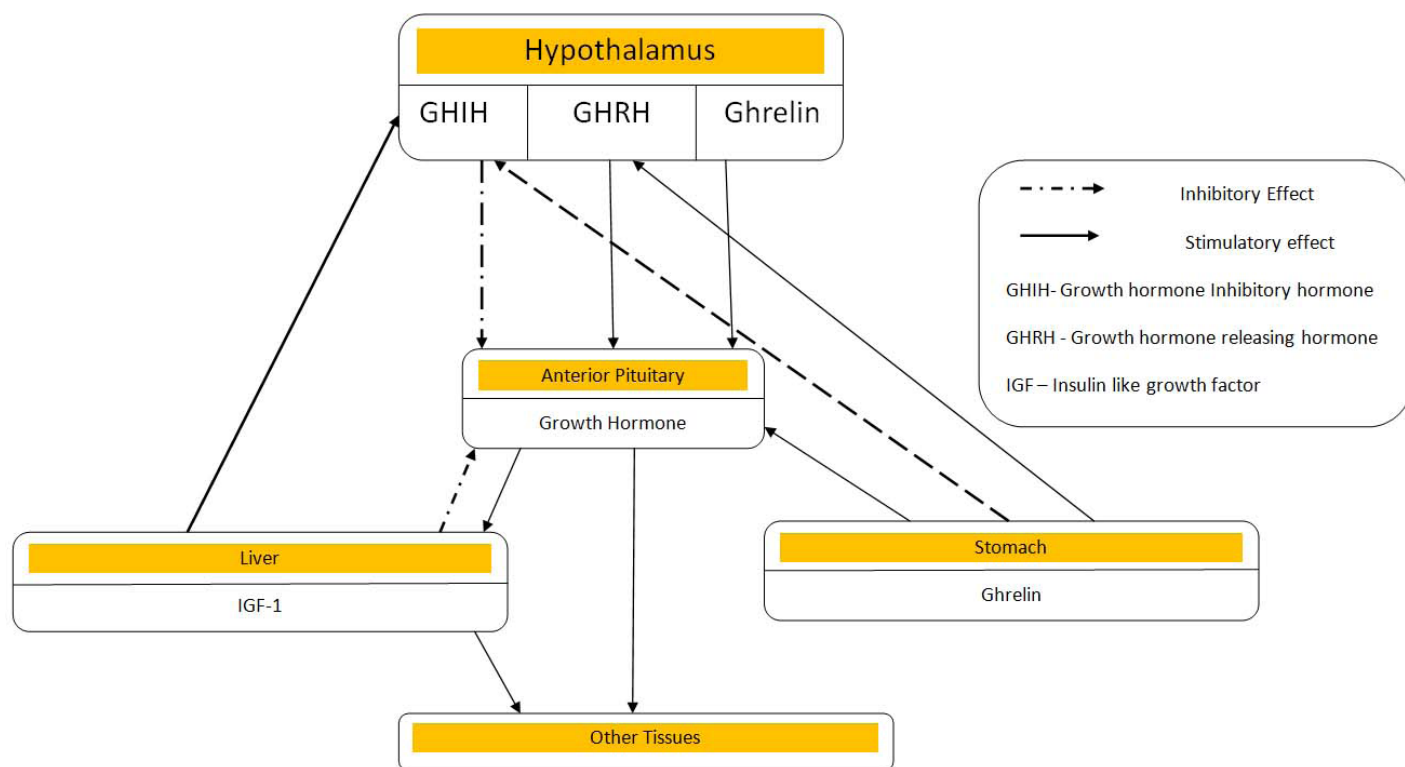 Hypothalamus
GHIH
GHRH
Ghrelin
Inhibitory Effect
Stimulatory effect
GHIH- Growth hormone Inhibitory hormone
GHRH - Growth hormone releasing hormone
IGF – Insulin like growth factor
Anterior Pituitary
Growth Hormone
Liver
IGF-1
Stomach
Ghrelin
Other Tissues